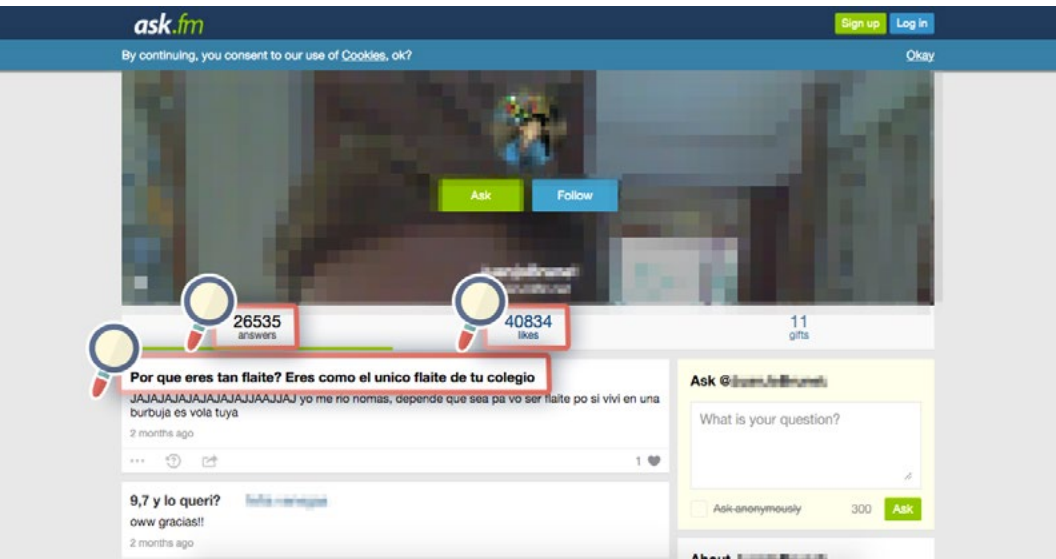 ask.fm
Sign up
Log in
By continuing, you consent to our use of Cookies, ok?
Okay
Ask
Follow
26535
answers
40834
likes
11
gifts
Por que eres tan flaite? Eres como el unico flaite de tu colegio
JAJAJAJAJAJAJAJAJJAAJJAJ yo me rio nomas, depende que sea pa vo ser flaite po si vivi en una
burbuja es vola tuya
2 months ago
1
9,7 y lo queri?
oww gracias!!
2 months ago
Ask @
What is your question?
Ask anonymously
300
Ask
About